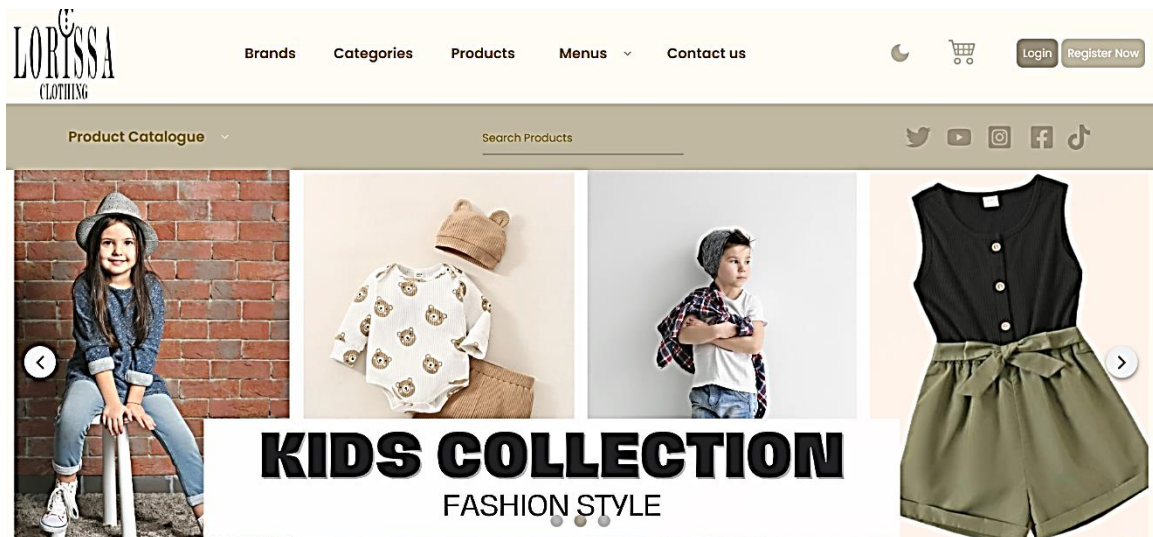 LORISSA
CLOTHING
Brands Categories Products Menus Contact us
Login Register Now
Product Catalogue
Search Products
KIDS COLLECTION
FASHION STYLE